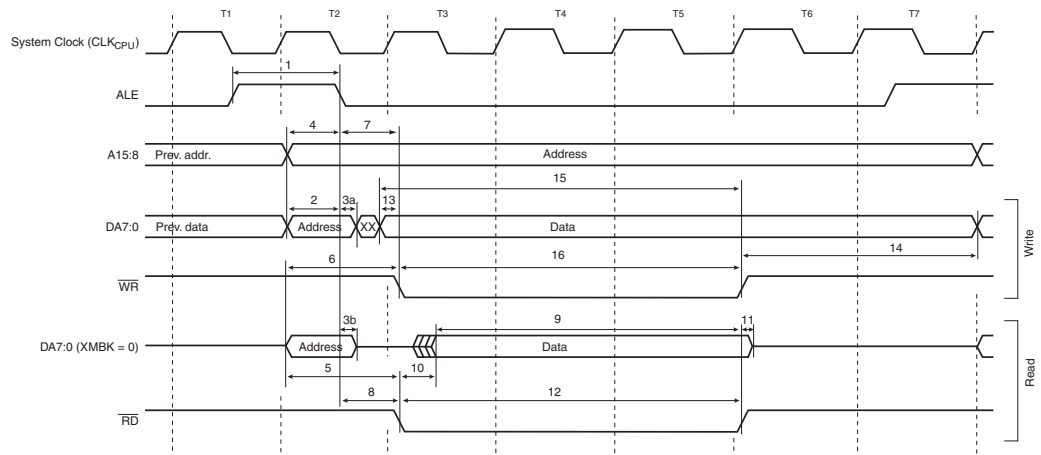 T1 T2 T3 T4 T5 T6 T7
System Clock (CLKCPU)
1
ALE
4 7
A15:8 Prev. addr. Address
15
2 3a 13
DA7:0 Prev. data Address XX Data
14
6 16
WR
3b 9 11
DA7:0 (XMBK = 0) Address Data
5 10
8 12
RD
Write
Read